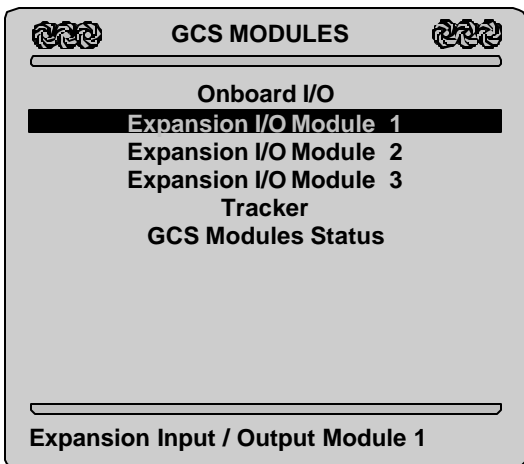 GCS MODULES
Onboard I/O
Expansion I/O Module 1
Expansion I/O Module 2
Expansion I/O Module 3
Tracker
GCS Modules Status
Expansion Input / Output Module 1